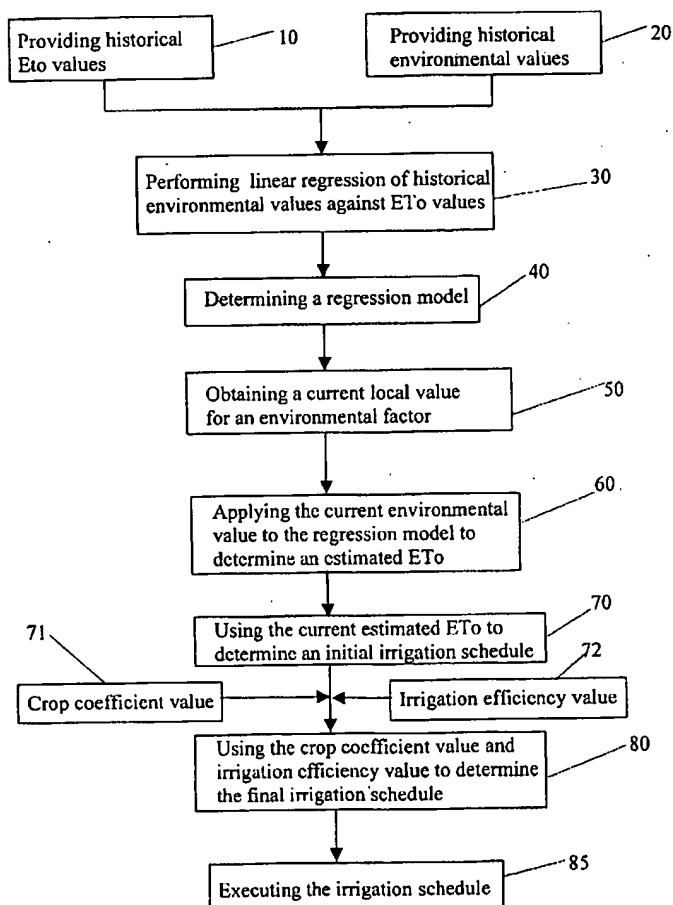 Providing historical
Eto values
10
Providing historical
environmental values
20
Performing linear regression of historical
environmental values against ETo values
30
Determining a regression model
40
Obtaining a current local value
for an environmental factor
50
Applying the current environmental
value to the regression model to
determine an estimated ETo
60
Using the current estimated ETo to
determine an initial irrigation schedule
70
71
Crop coefficient value
72
Irrigation efficiency value
Using the crop coefficient value and
irrigation efficiency value to determine
the final irrigation schedule
80
Executing the irrigation schedule
85